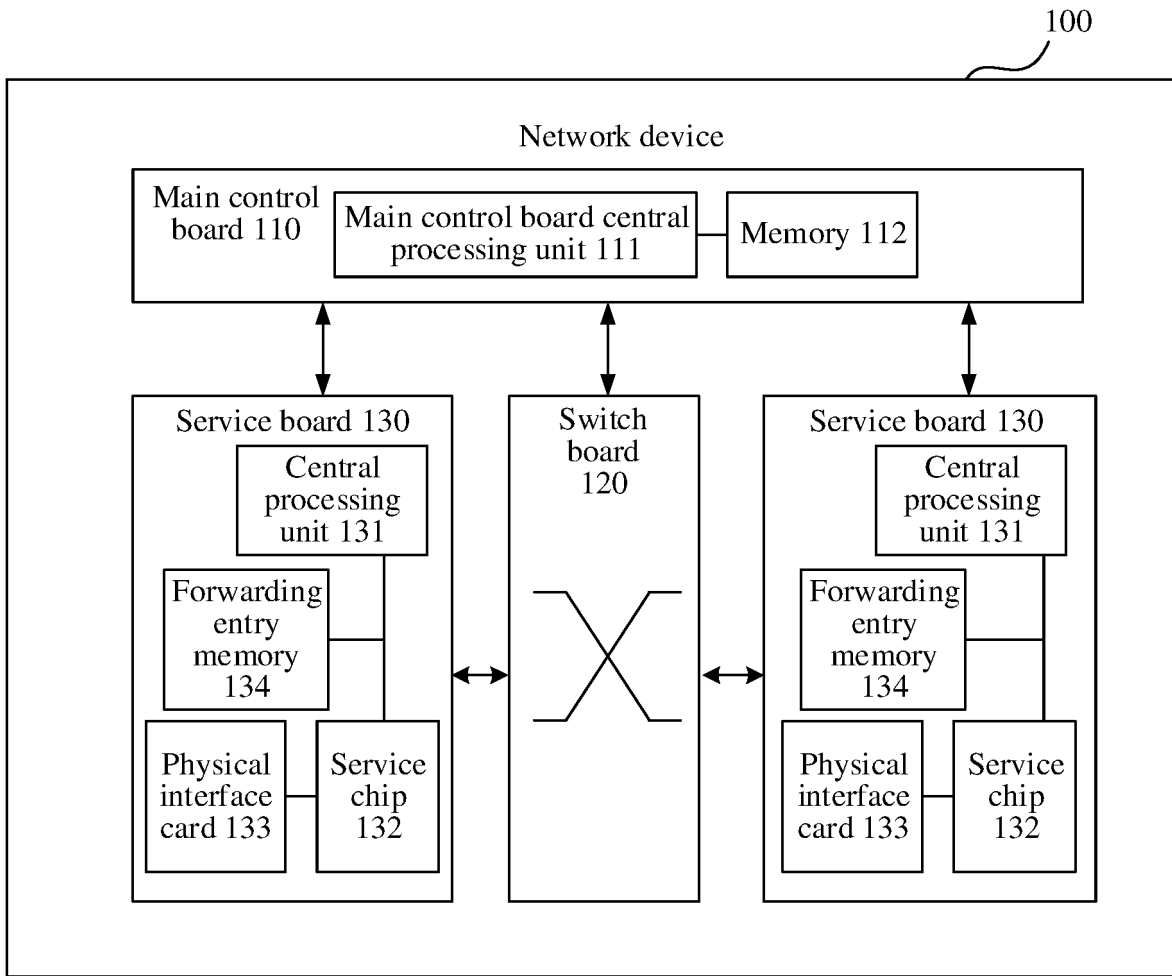 100
Network device
Main control
board 110
Main control board central
processing unit 111
Memory 112
Service board 130
Central
processing
unit 131
Forwarding
entry
memory
134
Physical
interface
card 133
Service
chip
132
Switch
board
120
Service board 130
Central
processing
unit 131
Forwarding
entry
memory
134
Physical
interface
card 133
Service
chip
132